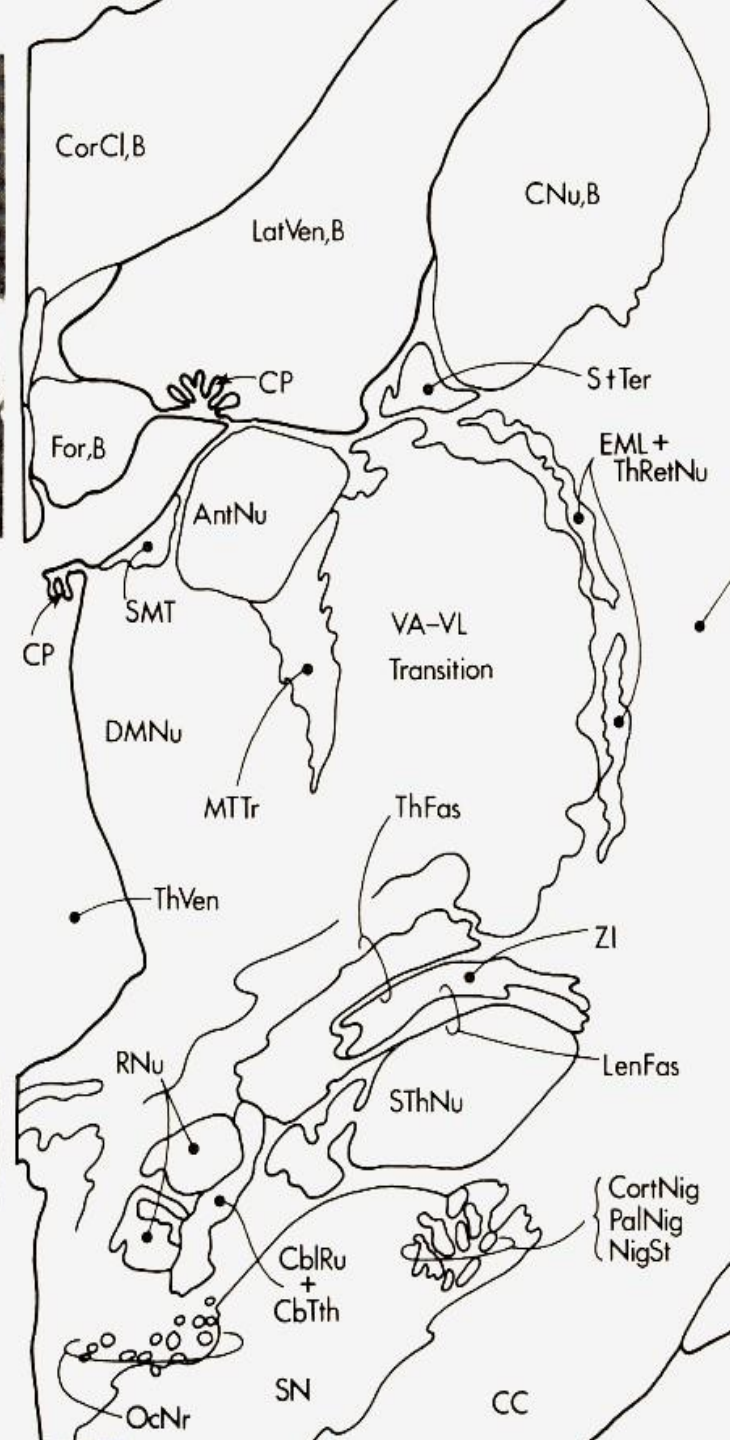 CorCl,B
CNu,B
LatVen,B
CP
StTer
For,B
EML +
ThRetNu
AntNu
SMT
VA–VL
Transition
CP
DMNu
MTTr
ThFas
ThVen
ZI
RNu
LenFas
SThNu
CortNig
PalNig
NigSt
CblRu
+
CbTth
SN
CC
OcNr